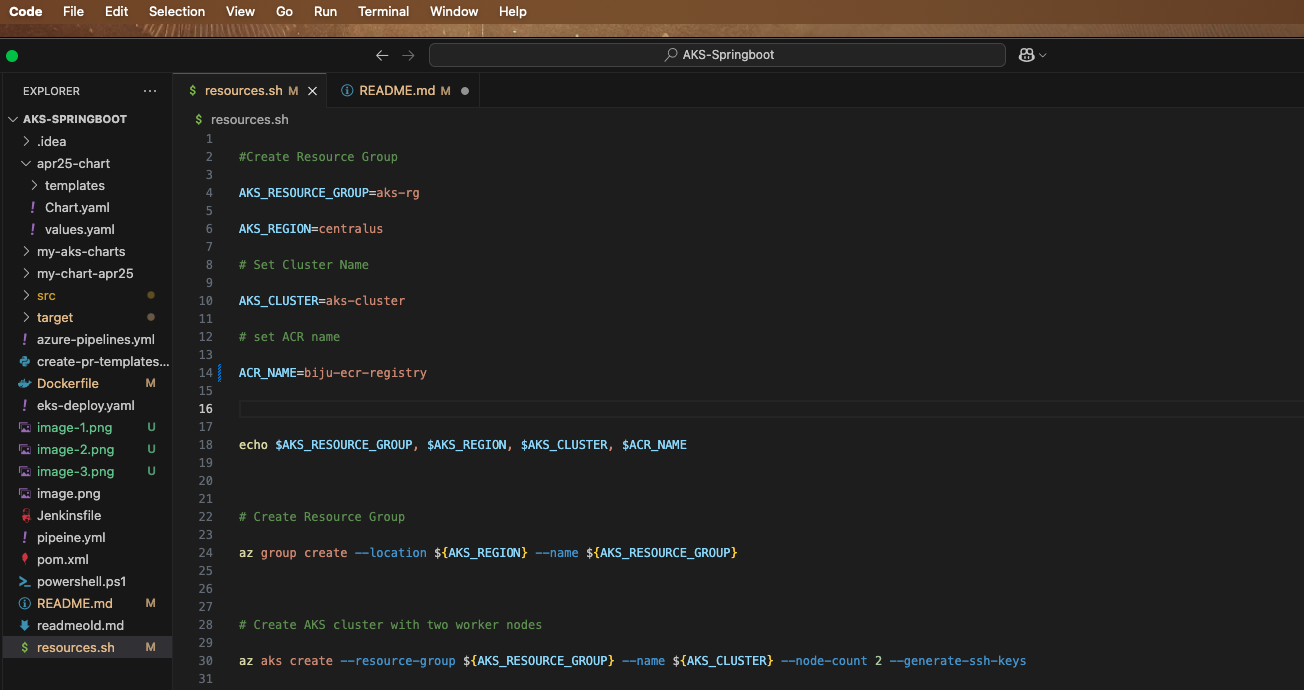 Code File Edit Selection View Go Run Terminal Window Help
AKS-Springboot
EXPLORER
resources.sh M
README.md M
AKS-SPRINGBOOT
$ resources.sh
.idea
apr25-chart
templates
! Chart.yaml
! values.yaml
my-aks-charts
my-chart-apr25
src
target
! azure-pipelines.yml
create-pr-templates...
Dockerfile M
! eks-deploy.yaml
image-1.png U
image-2.png U
image-3.png U
image.png
Jenkinsfile
! pipeine.yml
pom.xml
powershell.ps1
README.md M
readmeold.md
$ resources.sh M
1
2 #Create Resource Group
3
4 AKS_RESOURCE_GROUP=aks-rg
5
6 AKS_REGION=centralus
7
8 # Set Cluster Name
9
10 AKS_CLUSTER=aks-cluster
11
12 # set ACR name
13
14 ACR_NAME=biju-ecr-registry
15
16
17
18 echo $AKS_RESOURCE_GROUP, $AKS_REGION, $AKS_CLUSTER, $ACR_NAME
19
20
21
22 # Create Resource Group
23
24 az group create --location ${AKS_REGION} --name ${AKS_RESOURCE_GROUP}
25
26
27
28 # Create AKS cluster with two worker nodes
29
30 az aks create --resource-group ${AKS_RESOURCE_GROUP} --name ${AKS_CLUSTER} --node-count 2 --generate-ssh-keys
31